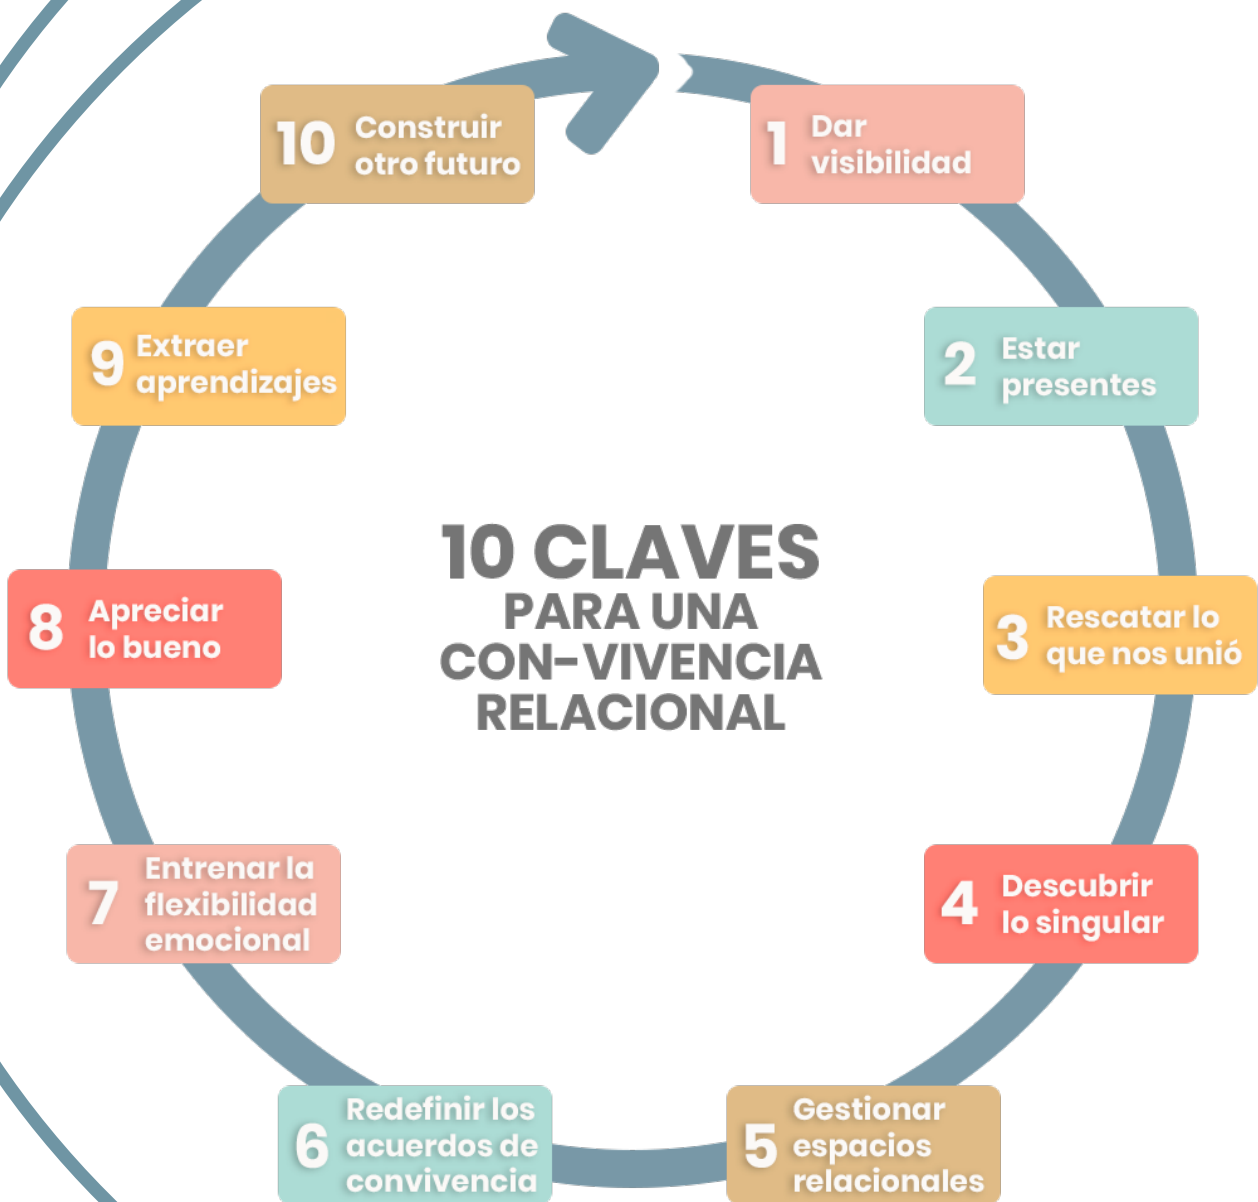 10 CLAVES
PARA UNA
CON-VIVENCIA
RELACIONAL
1 Dar
visibilidad
2 Estar
presentes
3 Rescatar lo
que nos unió
4 Descubrir
lo singular
5 Gestionar
espacios
relacionales
6 Redefinir los
acuerdos de
convivencia
7 Entrenar la
flexibilidad
emocional
8 Apreciar
lo bueno
9 Extraer
aprendizajes
10 Construir
otro futuro